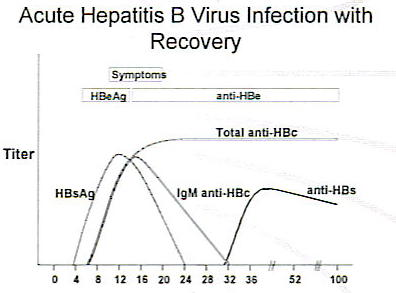 Acute Hepatitis B Virus Infection with
Recovery
Symptoms
HBeAg anti-HBe
Total anti-HBc
Titer
HBsAg IgM anti-HBc anti-HBs
0 4 8 12 16 20 24 28 32 36 52 100